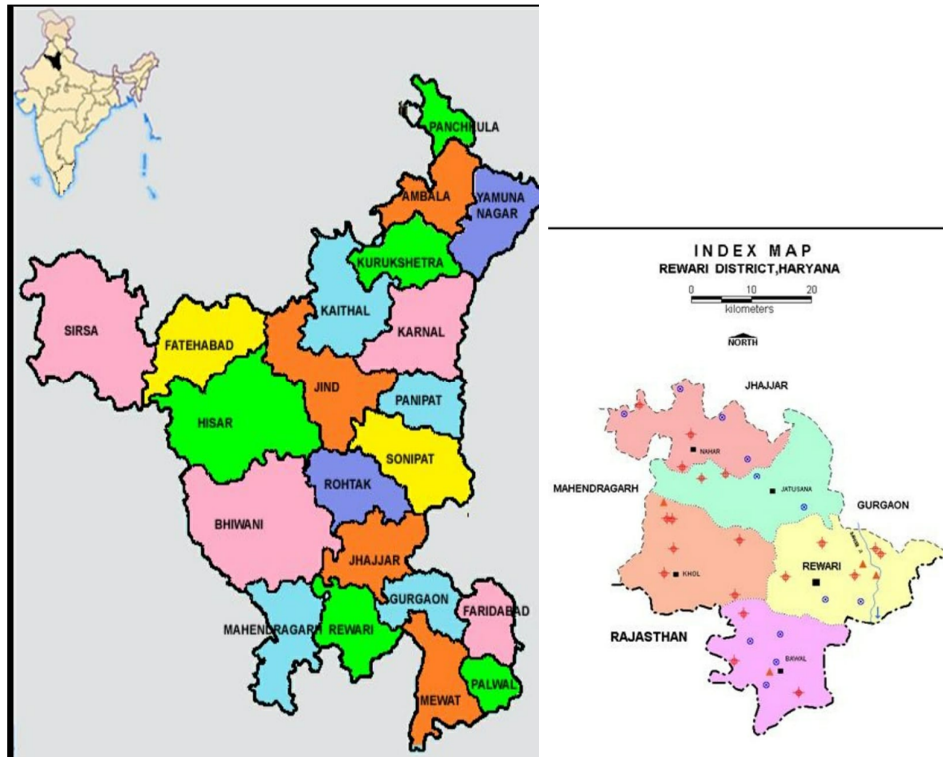 PANCHKULA
AMBALA
YAMUNA
NAGAR
KURUKSHETRA
KAITHAL
KARNAL
SIRSA
FATEHABAD
JIND
PANIPAT
HISAR
SONIPAT
ROHTAK
BHIWANI
JHAJJAR
GURGAON
FARIDABAD
MAHENDRAGARH
REWARI
PALWAL
MEWAT
INDEX MAP
REWARI DISTRICT,HARYANA
0 10 20
kilometers
NORTH
JHAJJAR
NAHAR
MAHENDRAGARH
JATUSANA
GURGAON
REWARI
KHOL
RAJASTHAN
BAWAL